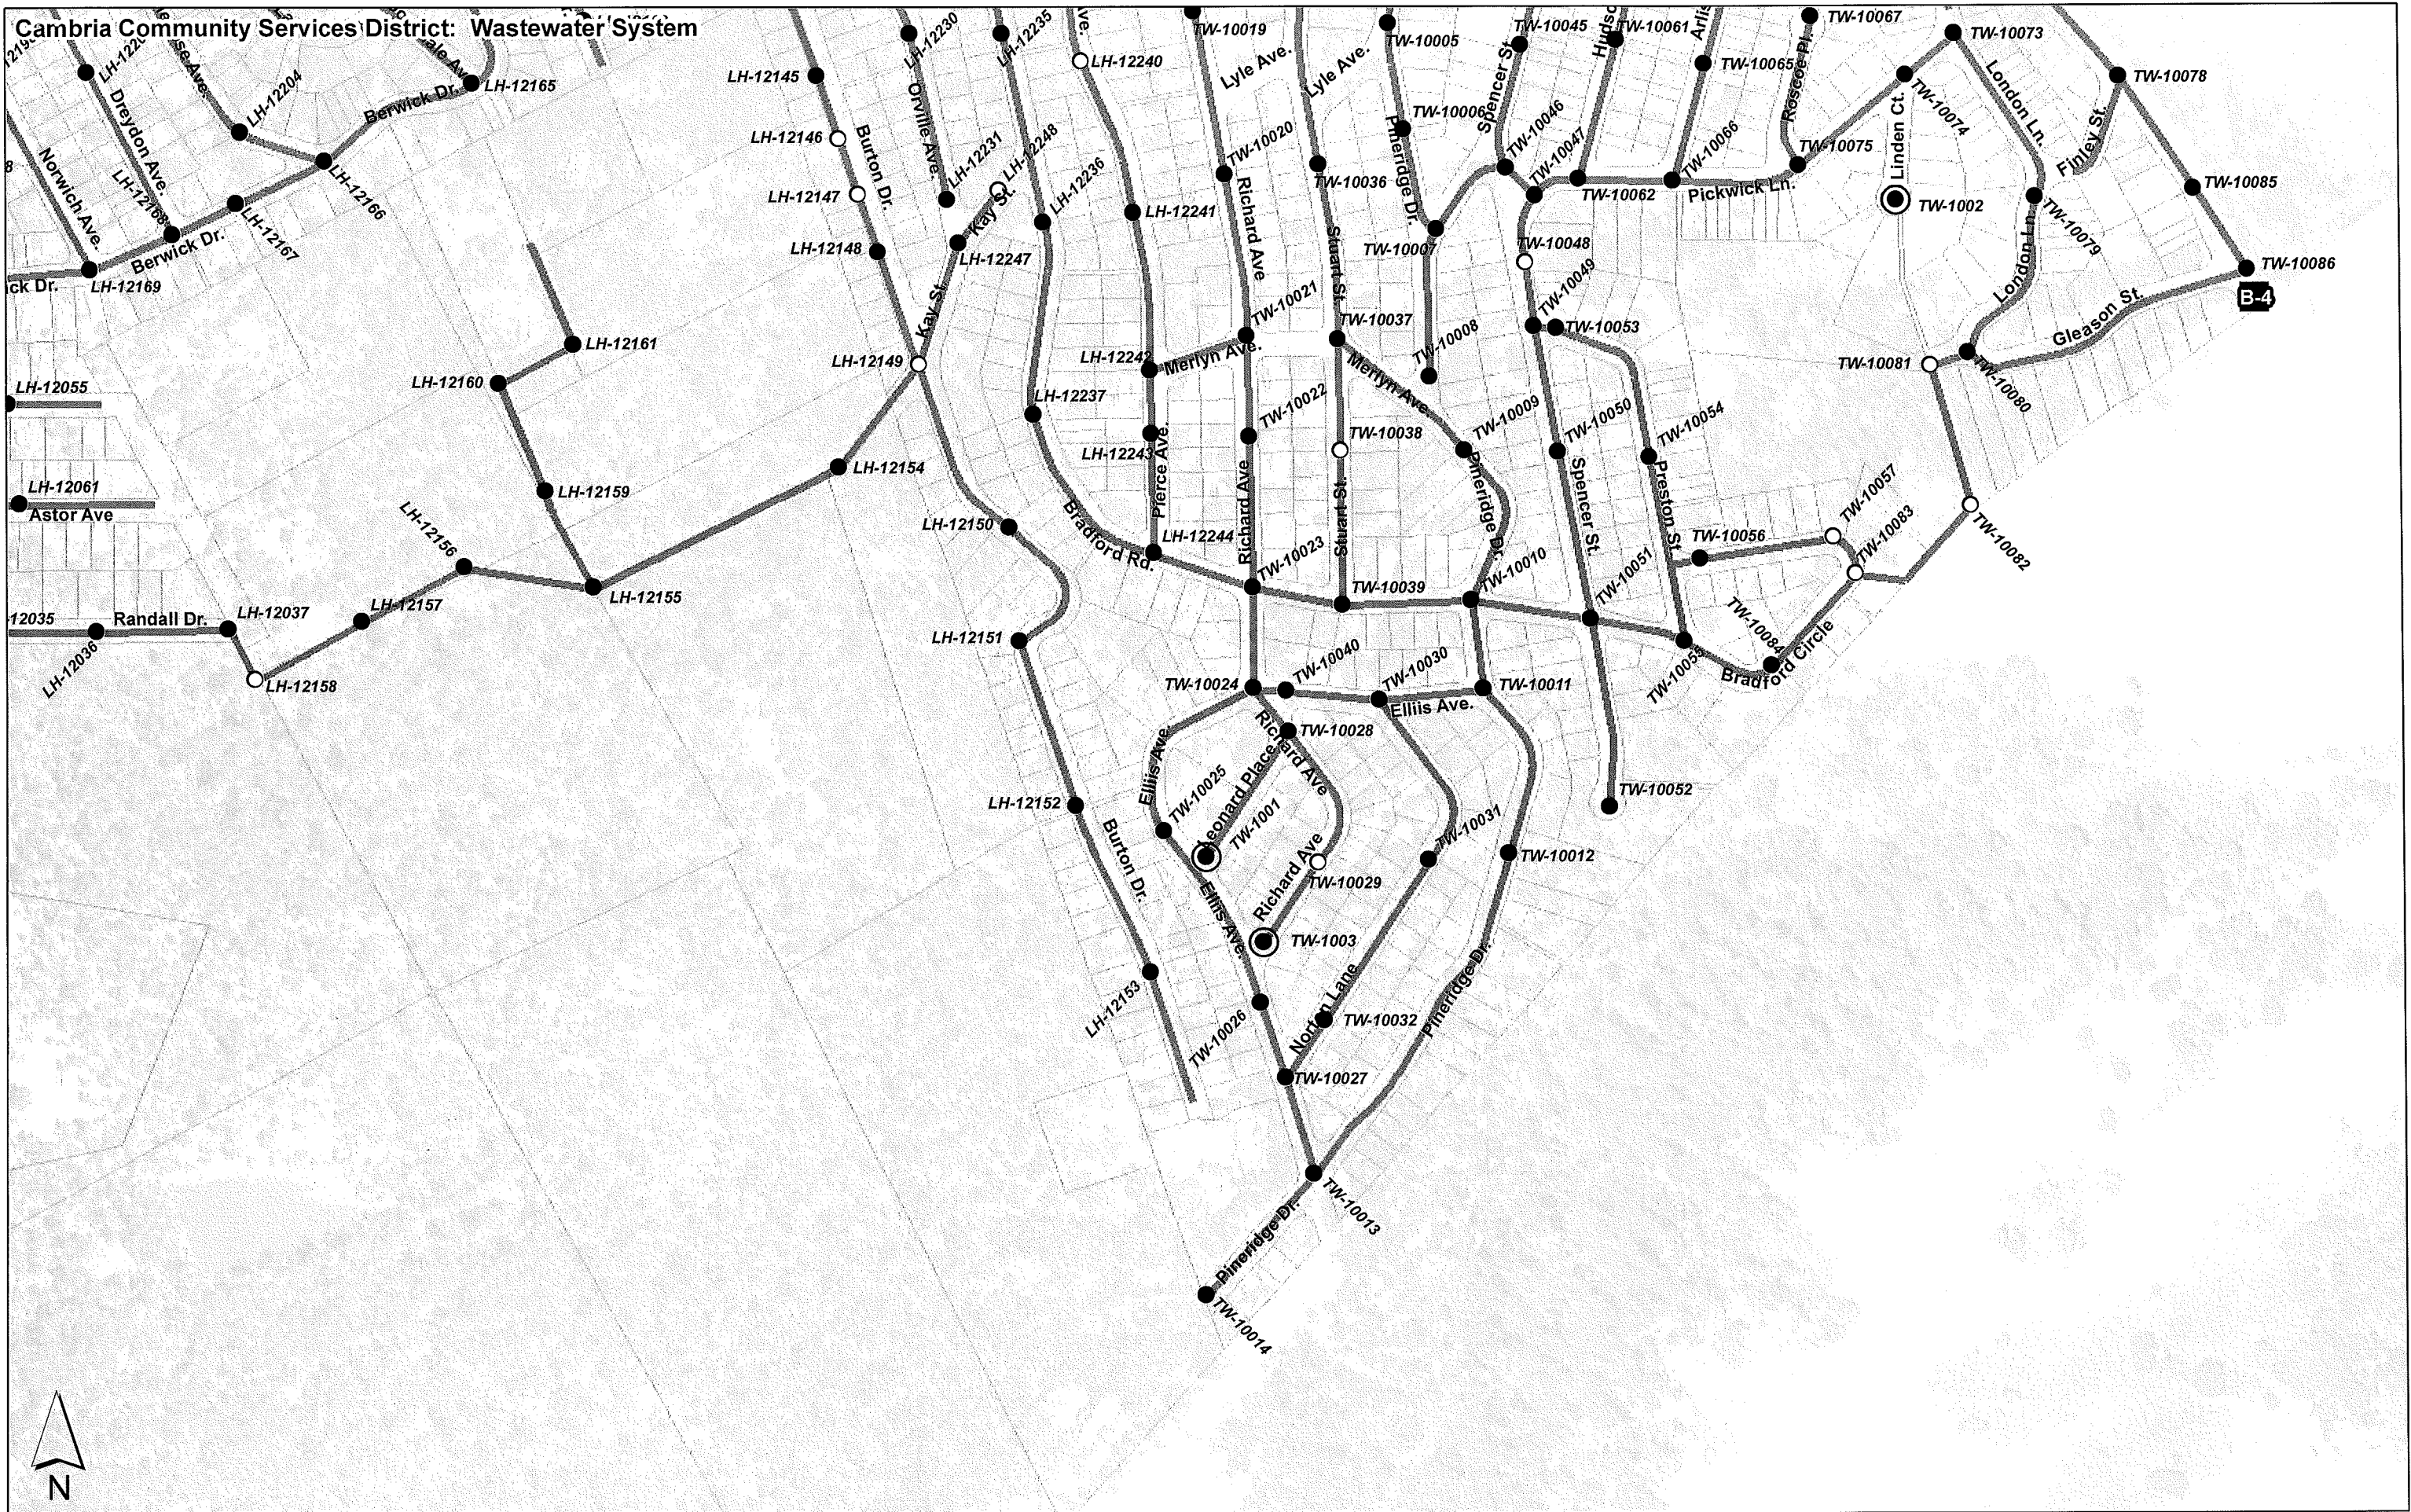 Cambria Community Services District: Wastewater System
LH-12204
LH-12165
Berwick Dr.
Dreydon Ave.
Norwich Ave.
LH-12168
LH-12166
LH-12167
Berwick Dr.
LH-12169
ick Dr.
LH-12145
LH-12146
LH-12147
LH-12148
Burton Dr.
LH-12230
Orville Ave.
LH-12231
LH-12235
LH-12248
LH-12236
Kay St.
LH-12247
Kay St
LH-12149
Ave.
LH-12240
LH-12241
TW-10019
Lyle Ave.
TW-10020
Richard Ave
TW-10021
Lyle Ave.
TW-10036
Stuart St.
TW-10037
TW-10005
TW-10006
Pineridge Dr.
TW-10007
TW-10008
TW-10045
Spencer St.
TW-10046
TW-10047
TW-10048
TW-10049
TW-10053
TW-10061
TW-10062
TW-10065
TW-10066
Pickwick Ln.
TW-10067
Roscoe Pl.
TW-10075
TW-10073
TW-10074
Linden Ct.
TW-1002
London Ln.
London Ln.
TW-10078
Finley St.
TW-10079
TW-10085
TW-10086
B-4
Gleason St.
TW-10080
TW-10081
TW-10082
LH-12161
LH-12160
LH-12159
LH-12055
LH-12061
Astor Ave
LH-12154
LH-12156
LH-12155
LH-12157
LH-12037
Randall Dr.
12035
LH-12036
LH-12158
LH-12150
LH-12151
LH-12237
Bradford Rd.
LH-12242
Merlyn Ave.
LH-12243
Pierce Ave.
LH-12244
TW-10022
Richard Ave
TW-10023
TW-10038
Stuart St.
TW-10039
Merlyn Ave.
TW-10009
Pineridge Dr.
TW-10010
TW-10050
Spencer St.
TW-10051
TW-10054
Preston St.
TW-10056
TW-10057
TW-10083
TW-10084
TW-10055
Bradford Circle
TW-10024
TW-10040
TW-10030
TW-10011
Elliis Ave.
TW-10028
Richard Ave
Leonard Place
TW-1001
Elliis Ave.
TW-10025
TW-10052
LH-12152
Burton Dr.
TW-10031
TW-10012
TW-10029
Richard Ave
TW-1003
Elliis Ave.
LH-12153
TW-10026
Norton Lane
TW-10032
Pineridge Dr.
TW-10027
TW-10013
Pineridge Dr.
TW-10014
N